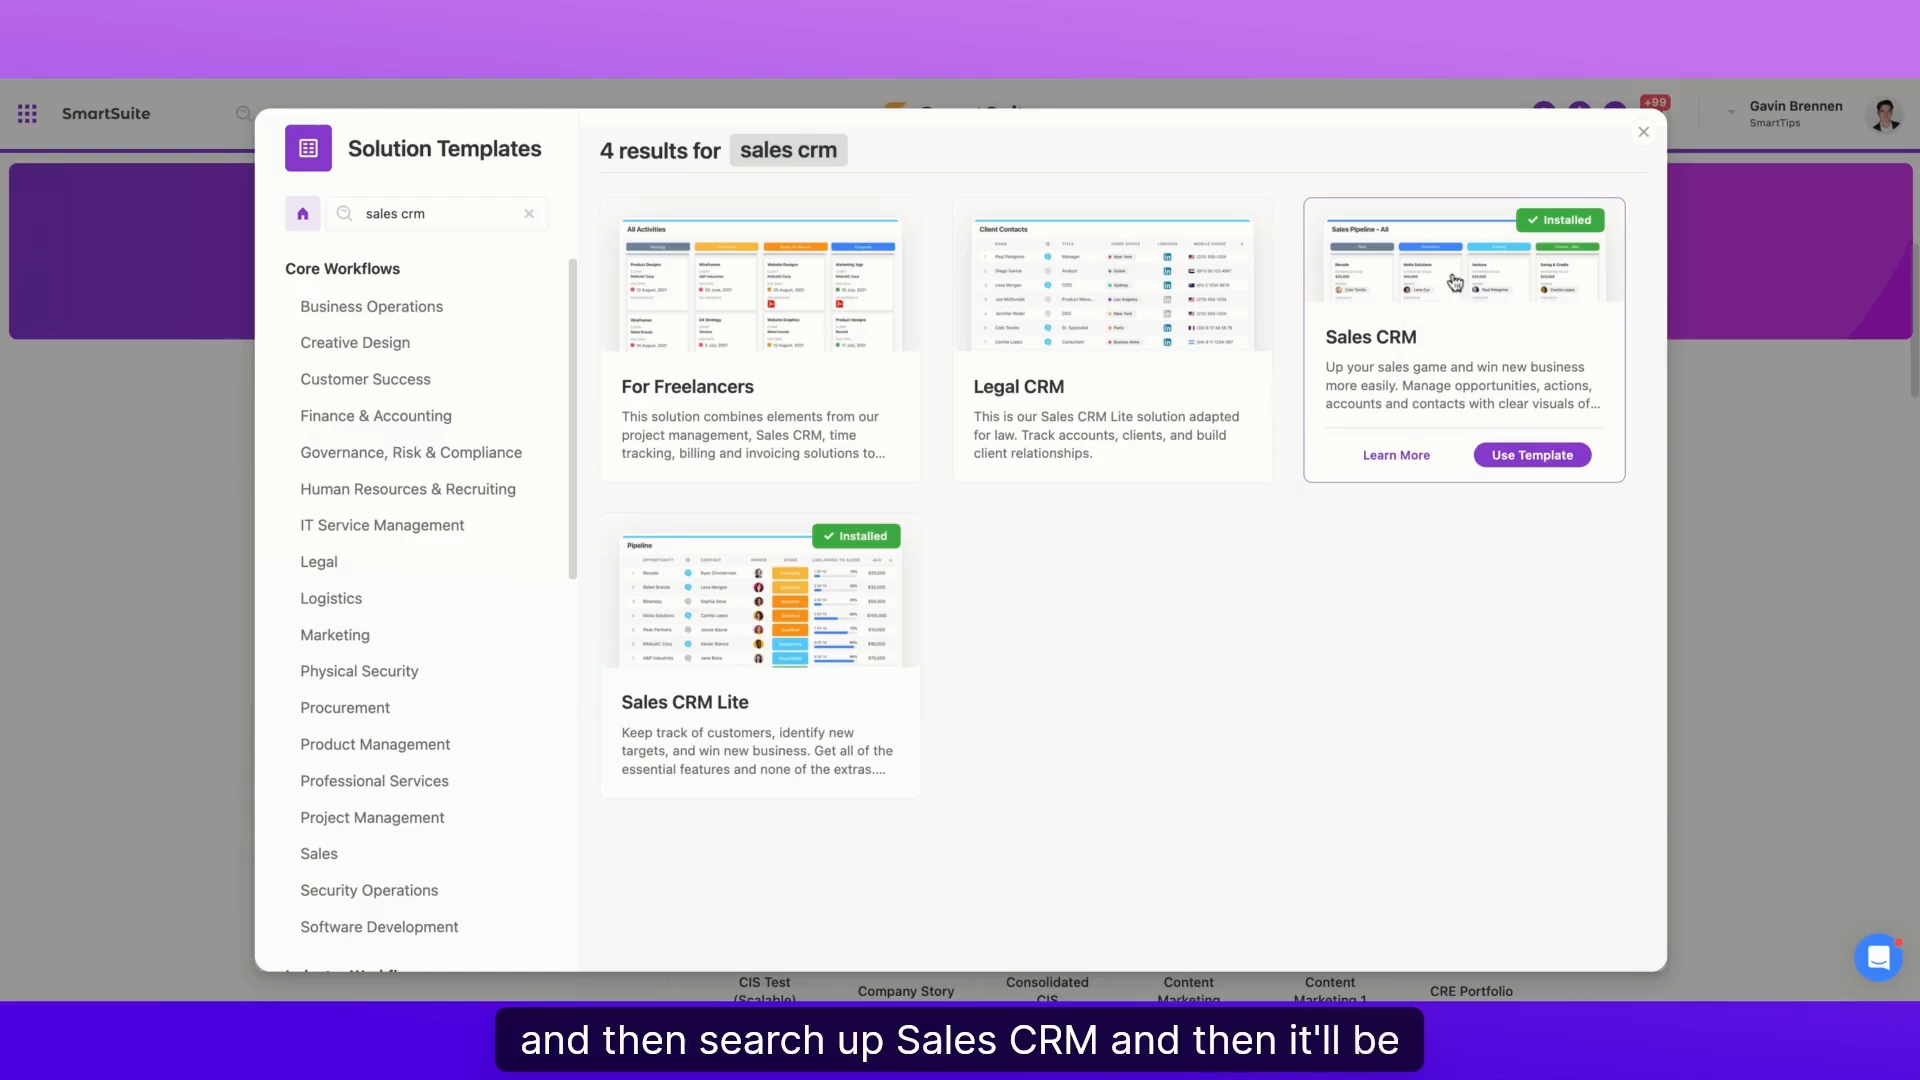 SmartSuite
+99
Gavin Brennen
SmartTips
Solution Templates
sales crm
Core Workflows
Business Operations
Creative Design
Customer Success
Finance & Accounting
Governance, Risk & Compliance
Human Resources & Recruiting
IT Service Management
Legal
Logistics
Marketing
Physical Security
Procurement
Product Management
Professional Services
Project Management
Sales
Security Operations
Software Development
4 results for sales crm
All Activities
For Freelancers
This solution combines elements from our
project management, Sales CRM, time
tracking, billing and invoicing solutions to...
Client Contacts
Legal CRM
This is our Sales CRM Lite solution adapted
for law. Track accounts, clients, and build
client relationships.
Installed
Sales Pipeline - All
Sales CRM
Up your sales game and win new business
more easily. Manage opportunities, actions,
accounts and contacts with clear visuals of...
Learn More
Use Template
Installed
Pipeline
Sales CRM Lite
Keep track of customers, identify new
targets, and win new business. Get all of the
essential features and none of the extras....
CIS Test
(Scalable)
Company Story
Consolidated
CIS
Content
Marketing
Content
Marketing 1
CRE Portfolio
and then search up Sales CRM and then it'll be